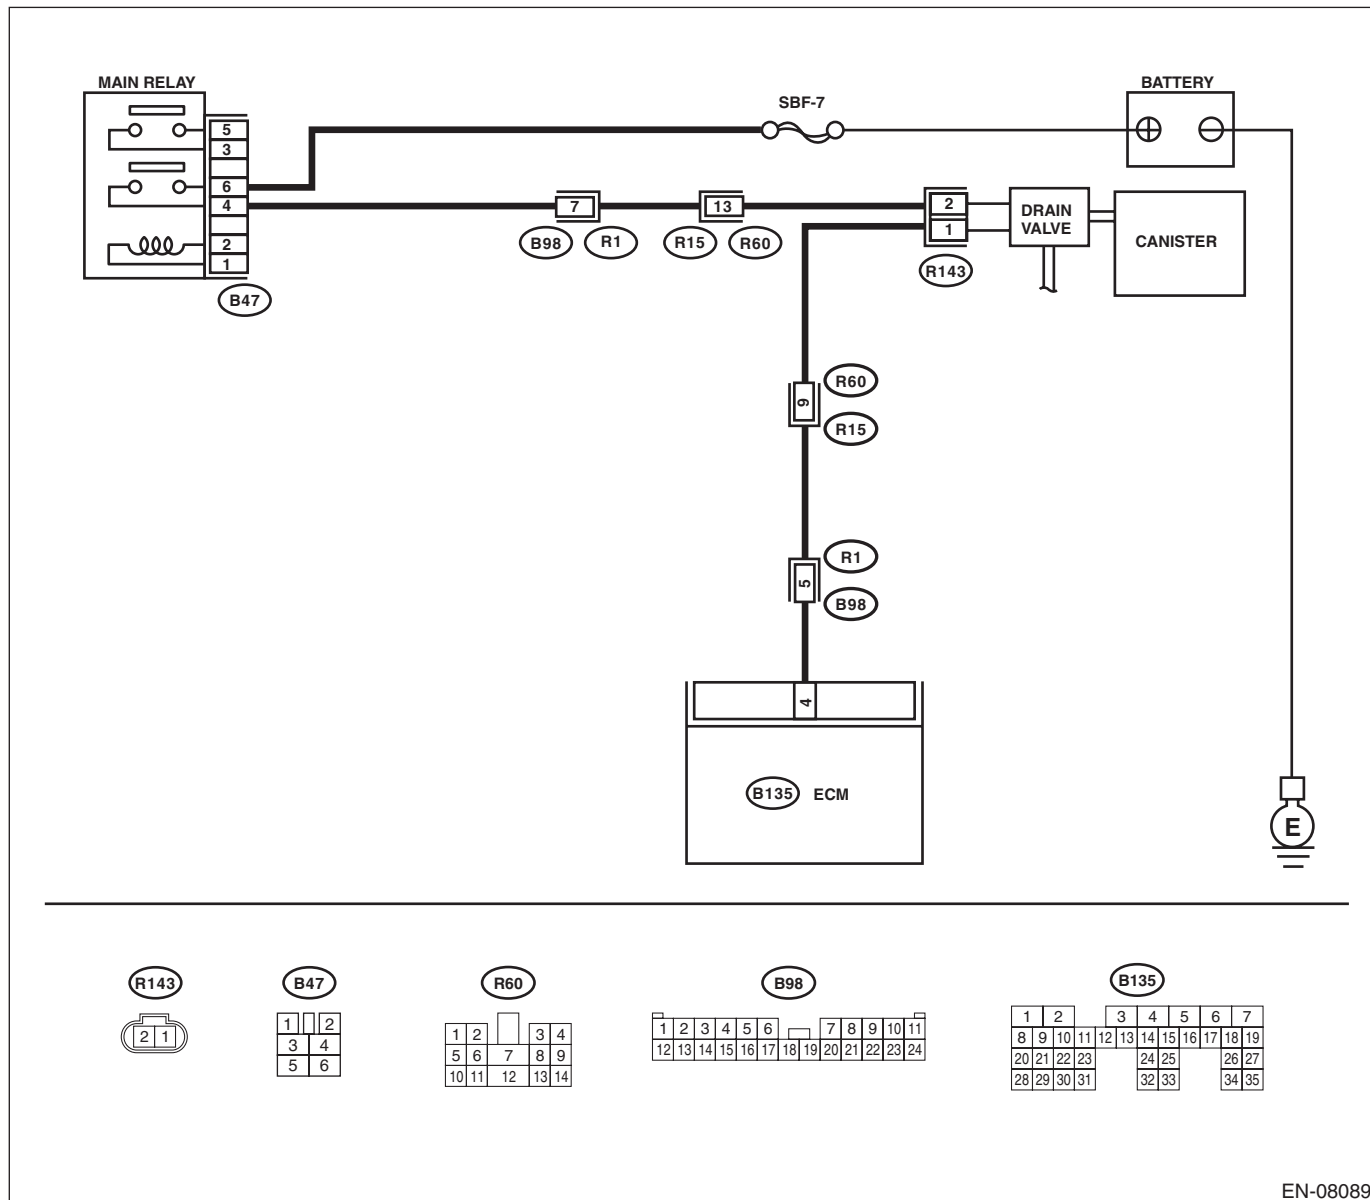 MAIN RELAY
SBF-7
BATTERY
5
3
6
4
2
1
B47
7
B98 R1
13
R15 R60
2
1
R143
DRAIN
VALVE
CANISTER
9
R60
R15
5
R1
B98
4
B135 ECM
E
R143
2 1
B47
1 2
3 4
5 6
R60
1 2 3 4
5 6 7 8 9
10 11 12 13 14
B98
1 2 3 4 5 6 7 8 9 10 11
12 13 14 15 16 17 18 19 20 21 22 23 24
B135
1 2 3 4 5 6 7
8 9 10 11 12 13 14 15 16 17 18 19
20 21 22 23 24 25 26 27
28 29 30 31 32 33 34 35
EN-08089